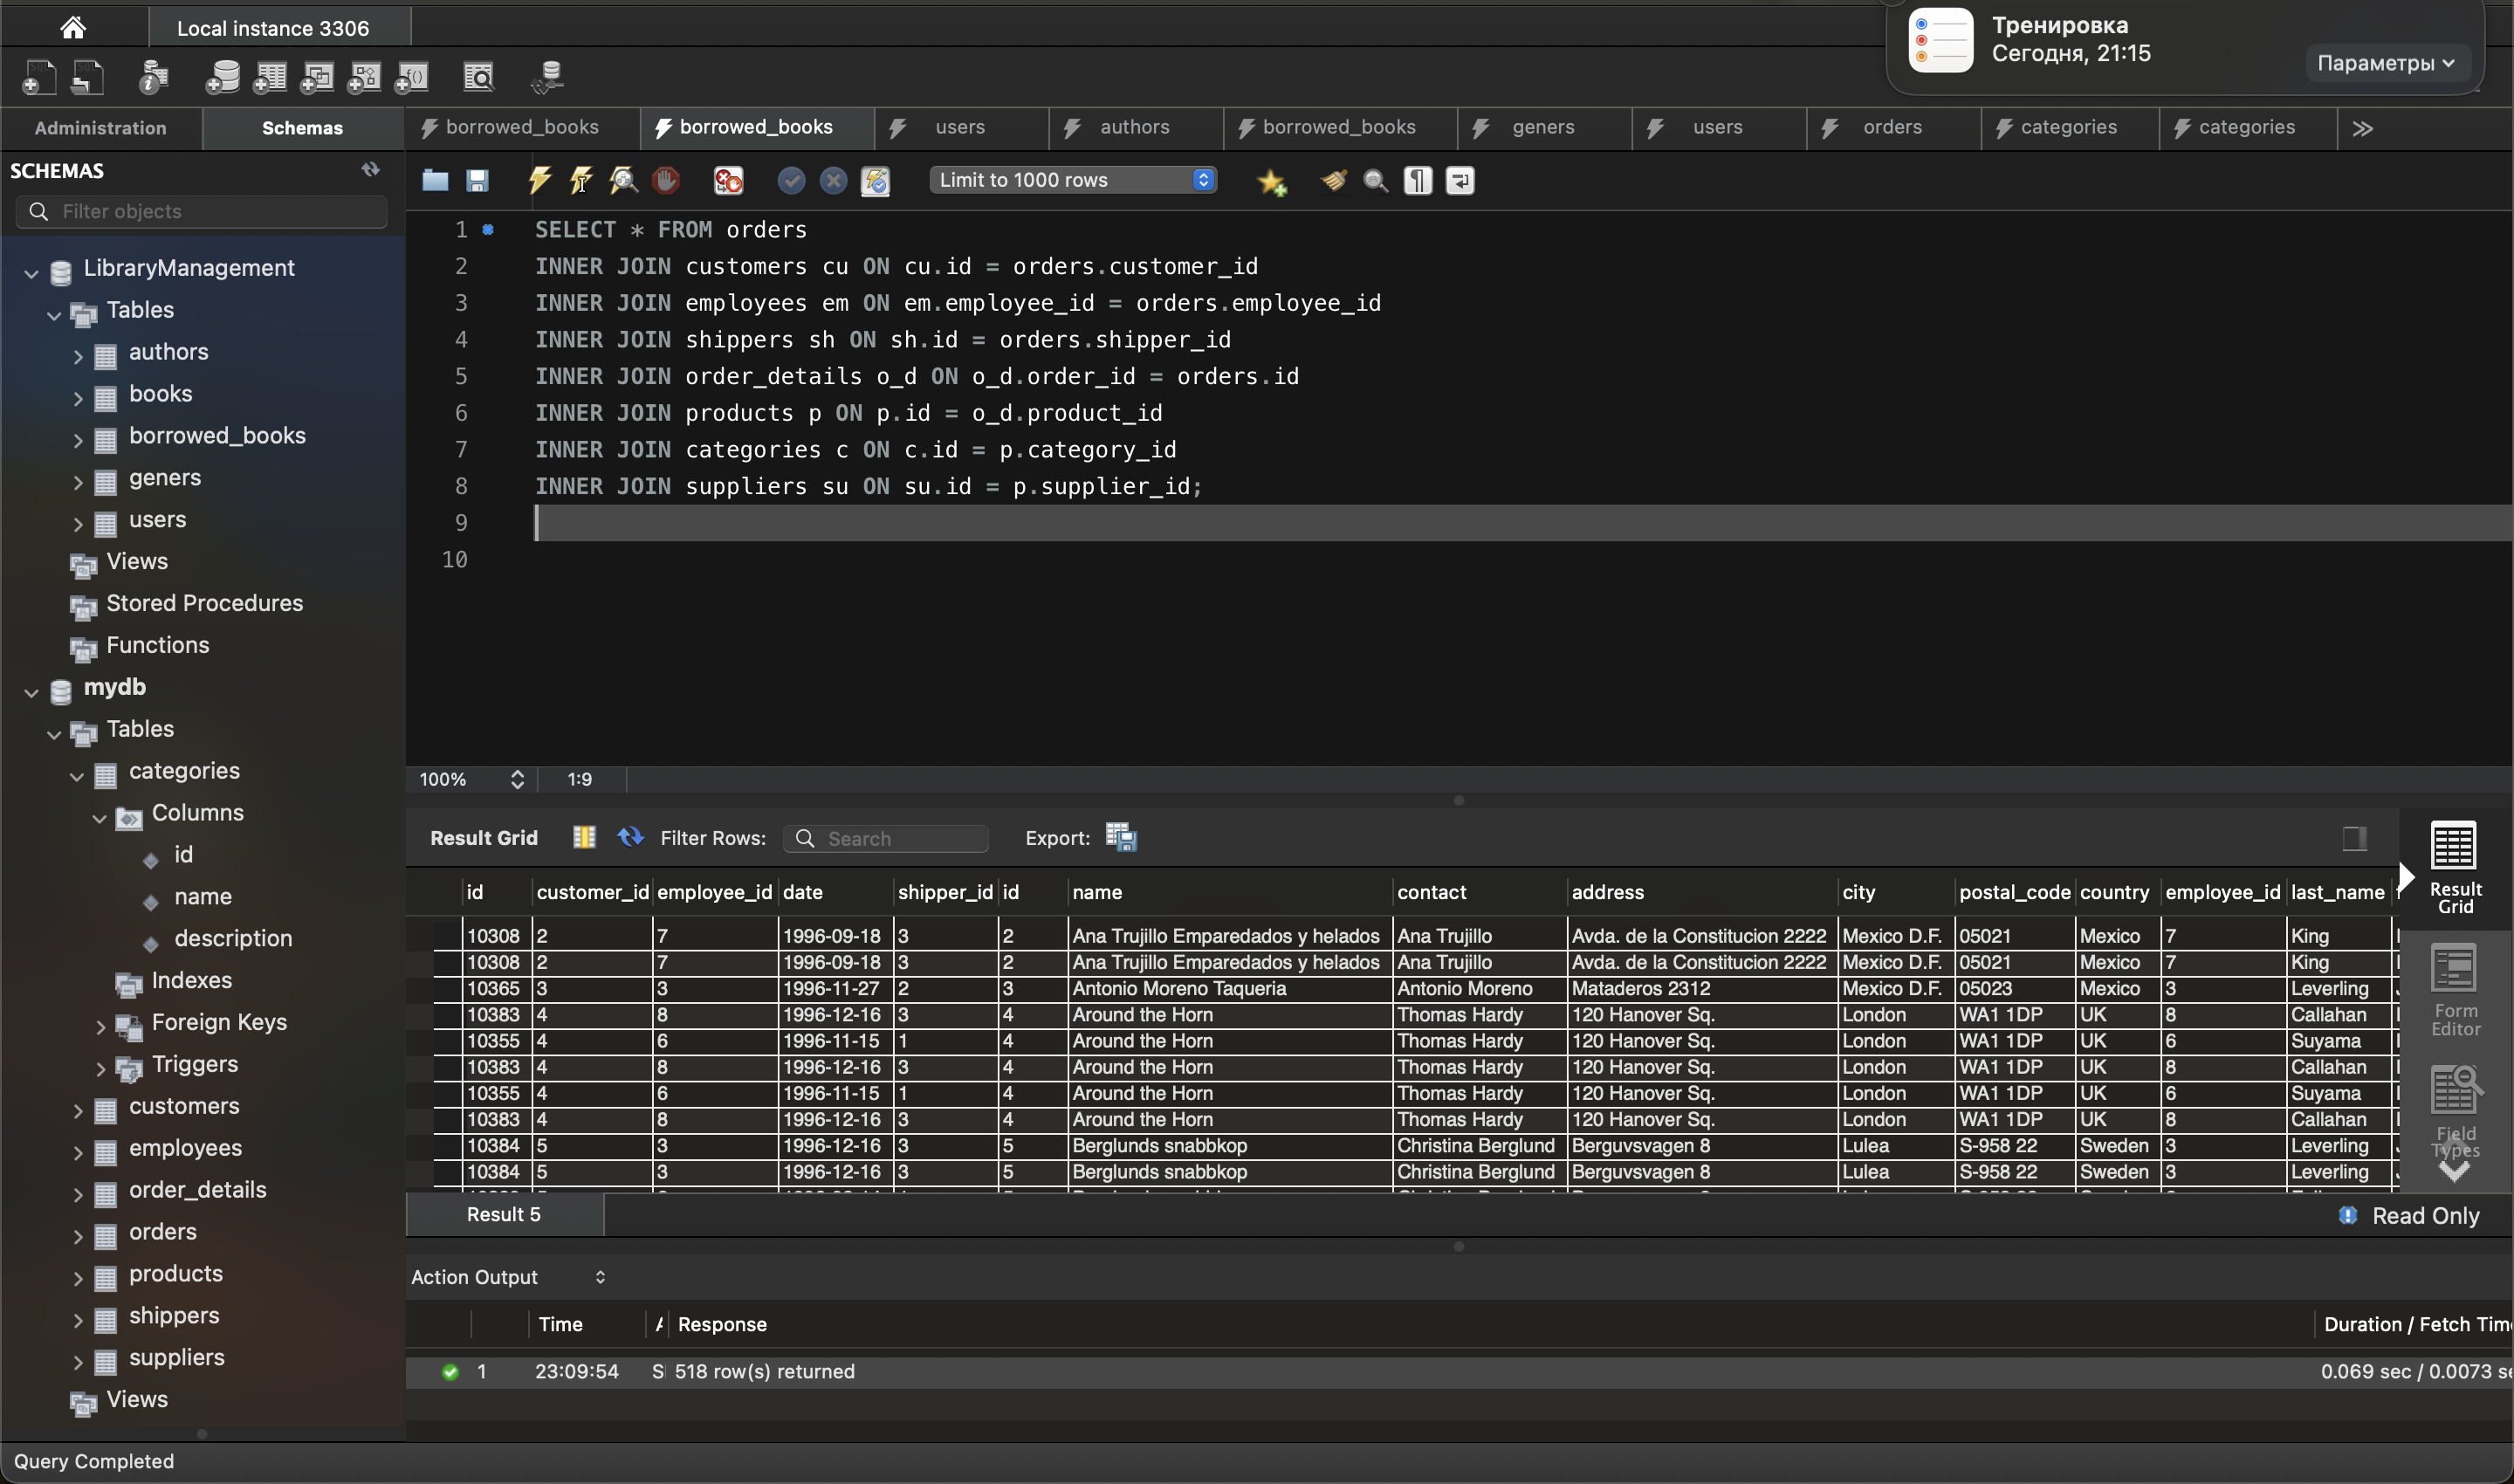 Local instance 3306
Тренировка
Сегодня, 21:15
Параметры
Administration
Schemas
borrowed_books
borrowed_books
users
authors
borrowed_books
geners
users
orders
categories
categories
SCHEMAS
Filter objects
Limit to 1000 rows
LibraryManagement
Tables
authors
books
borrowed_books
geners
users
Views
Stored Procedures
Functions
mydb
Tables
categories
Columns
id
name
description
Indexes
Foreign Keys
Triggers
customers
employees
order_details
orders
products
shippers
suppliers
Views
1 SELECT * FROM orders
2 INNER JOIN customers cu ON cu.id = orders.customer_id
3 INNER JOIN employees em ON em.employee_id = orders.employee_id
4 INNER JOIN shippers sh ON sh.id = orders.shipper_id
5 INNER JOIN order_details o_d ON o_d.order_id = orders.id
6 INNER JOIN products p ON p.id = o_d.product_id
7 INNER JOIN categories c ON c.id = p.category_id
8 INNER JOIN suppliers su ON su.id = p.supplier_id;
9
10
100% 1:9
Result Grid Filter Rows: Search Export:
id customer_id employee_id date shipper_id id name contact address city postal_code country employee_id last_name
10308 2 7 1996-09-18 3 2 Ana Trujillo Emparedados y helados Ana Trujillo Avda. de la Constitucion 2222 Mexico D.F. 05021 Mexico 7 King
10308 2 7 1996-09-18 3 2 Ana Trujillo Emparedados y helados Ana Trujillo Avda. de la Constitucion 2222 Mexico D.F. 05021 Mexico 7 King
10365 3 3 1996-11-27 2 3 Antonio Moreno Taqueria Antonio Moreno Mataderos 2312 Mexico D.F. 05023 Mexico 3 Leverling
10383 4 8 1996-12-16 3 4 Around the Horn Thomas Hardy 120 Hanover Sq. London WA1 1DP UK 8 Callahan
10355 4 6 1996-11-15 1 4 Around the Horn Thomas Hardy 120 Hanover Sq. London WA1 1DP UK 6 Suyama
10383 4 8 1996-12-16 3 4 Around the Horn Thomas Hardy 120 Hanover Sq. London WA1 1DP UK 8 Callahan
10355 4 6 1996-11-15 1 4 Around the Horn Thomas Hardy 120 Hanover Sq. London WA1 1DP UK 6 Suyama
10383 4 8 1996-12-16 3 4 Around the Horn Thomas Hardy 120 Hanover Sq. London WA1 1DP UK 8 Callahan
10384 5 3 1996-12-16 3 5 Berglunds snabbkop Christina Berglund Berguvsvagen 8 Lulea S-958 22 Sweden 3 Leverling
10384 5 3 1996-12-16 3 5 Berglunds snabbkop Christina Berglund Berguvsvagen 8 Lulea S-958 22 Sweden 3 Leverling
Result
Grid
Form
Editor
Field
Types
Result 5
Read Only
Action Output
Time Response Duration / Fetch Tim
1 23:09:54 S 518 row(s) returned 0.069 sec / 0.0073 s
Query Completed